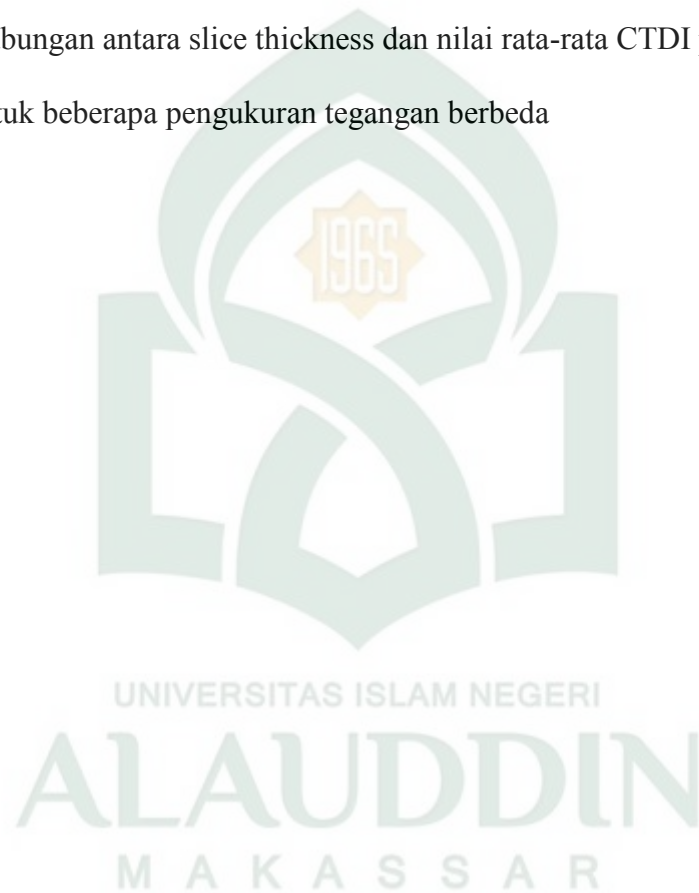 bungan antara slice thickness dan nilai rata-rata CTDI
tuk beberapa pengukuran tegangan berbeda
1965
UNIVERSITAS ISLAM NEGERI
ALAUDDIN
MAKASSAR